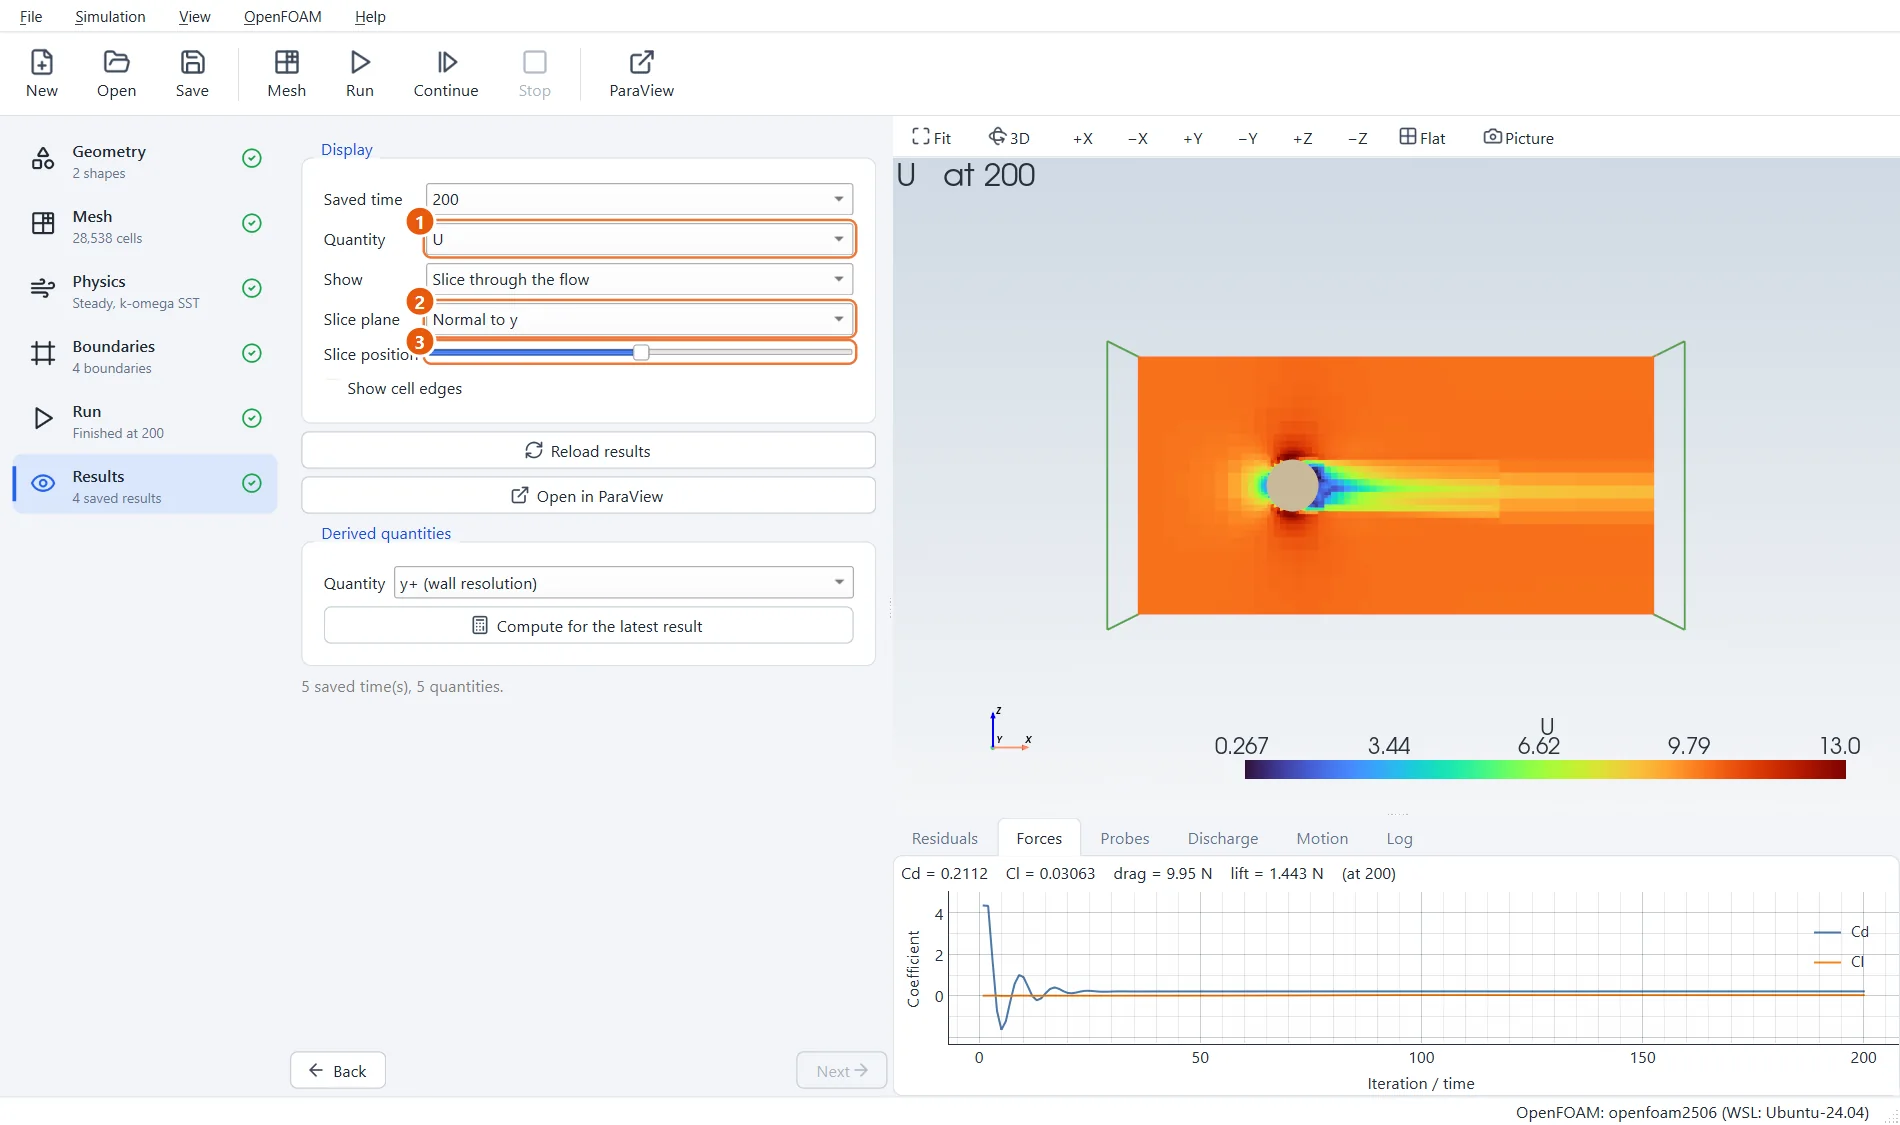 File Simulation View OpenFOAM Help
New Open Save Mesh Run Continue Stop ParaView
Geometry
2 shapes
Mesh
28,538 cells
Physics
Steady, k-omega SST
Boundaries
4 boundaries
Run
Finished at 200
Results
4 saved results
Display
Saved time 200
1
Quantity U
Show Slice through the flow
2
Slice plane Normal to y
3
Slice position
Show cell edges
Reload results
Open in ParaView
Derived quantities
Quantity y+ (wall resolution)
Compute for the latest result
5 saved time(s), 5 quantities.
Back Next
Fit 3D +X −X +Y −Y +Z −Z Flat Picture
U at 200
Z
Y X
U
0.267 3.44 6.62 9.79 13.0
Residuals Forces Probes Discharge Motion Log
Cd = 0.2112 Cl = 0.03063 drag = 9.95 N lift = 1.443 N (at 200)
Coefficient
4
2
0
Cd
Cl
0 50 100 150 200
Iteration / time
OpenFOAM: openfoam2506 (WSL: Ubuntu-24.04)